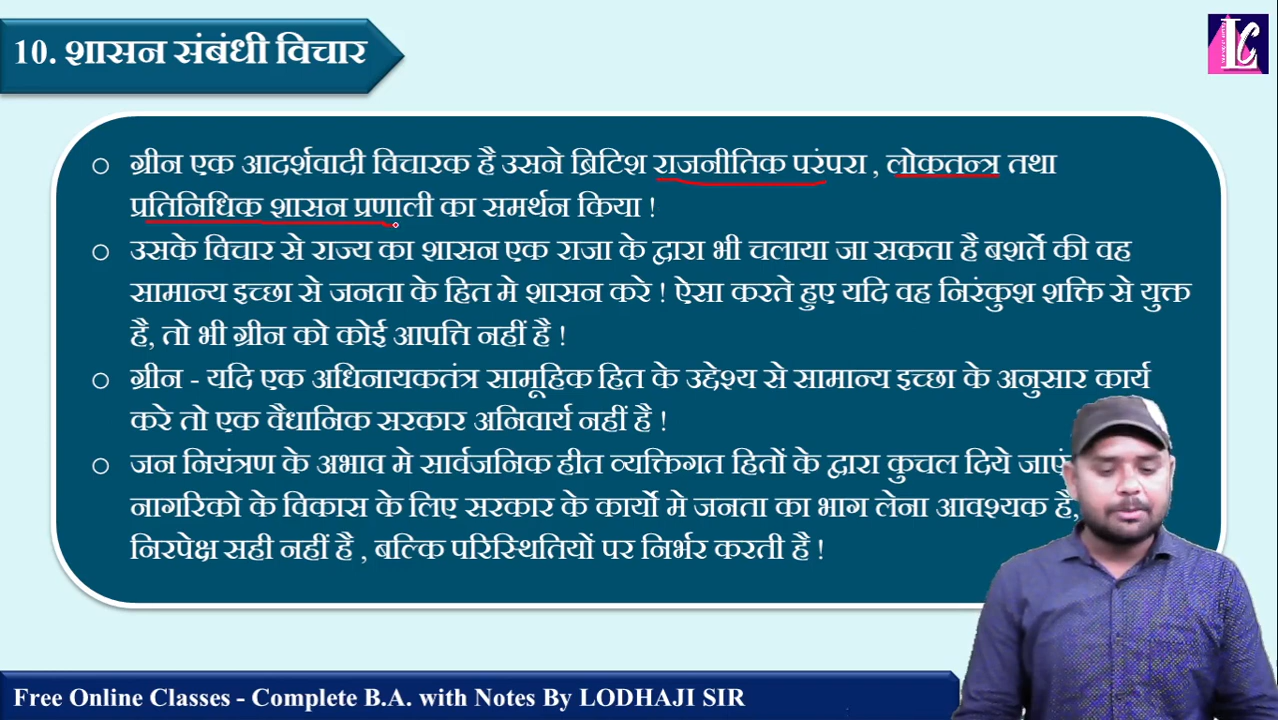 10. शासन संबंधी विचार
LC
○ ग्रीन एक आदर्शवादी विचारक है उसने ब्रिटिश राजनीतिक परंपरा , लोकतन्त्र तथा
प्रतिनिधिक शासन प्रणाली का समर्थन किया !
○ उसके विचार से राज्य का शासन एक राजा के द्वारा भी चलाया जा सकता है बशर्ते की वह
सामान्य इच्छा से जनता के हित मे शासन करे ! ऐसा करते हुए यदि वह निरंकुश शक्ति से युक्त
है, तो भी ग्रीन को कोई आपत्ति नहीं है !
○ ग्रीन - यदि एक अधिनायकतंत्र सामूहिक हित के उद्देश्य से सामान्य इच्छा के अनुसार कार्य
करे तो एक वैधानिक सरकार अनिवार्य नहीं है !
○ जन नियंत्रण के अभाव मे सार्वजनिक हीत व्यक्तिगत हितों के द्वारा कुचल दिये जाएं
नागरिको के विकास के लिए सरकार के कार्यो मे जनता का भाग लेना आवश्यक है,
निरपेक्ष सही नहीं है , बल्कि परिस्थितियों पर निर्भर करती है !
Free Online Classes - Complete B.A. with Notes By LODHAJI SIR